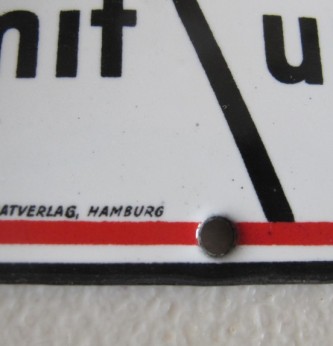 nit u
ATVERLAG, HAMBURG